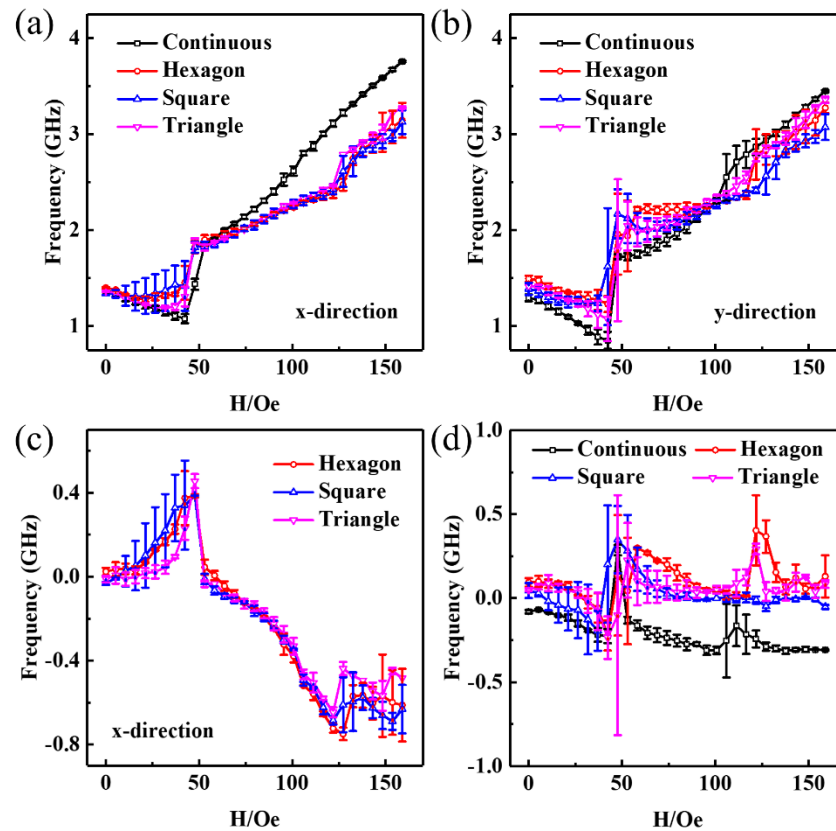 (a)
Continuous
Hexagon
Square
Triangle
4
3
2
1
Frequency (GHz)
x-direction
0 50 100 150
H/Oe
(b)
Continuous
Hexagon
Square
Triangle
4
3
2
1
Frequency (GHz)
y-direction
0 50 100 150
H/Oe
(c)
Hexagon
Square
Triangle
0.4
0.0
-0.4
-0.8
Frequency (GHz)
x-direction
0 50 100 150
H/Oe
(d)
Continuous Hexagon
Square Triangle
1.0
0.5
0.0
-0.5
-1.0
Frequency (GHz)
0 50 100 150
H/Oe